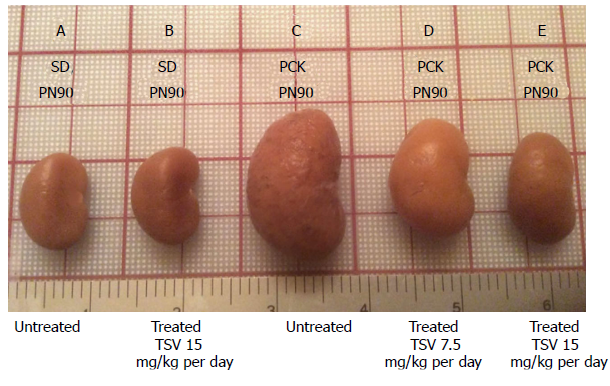 A B C D E
SD SD PCK PCK PCK
PN90 PN90 PN90 PN90 PN90
1 2 3 4 5 6
Untreated Treated Untreated Treated Treated
TSV 15 TSV 7.5 TSV 15
mg/kg per day mg/kg per day mg/kg per day